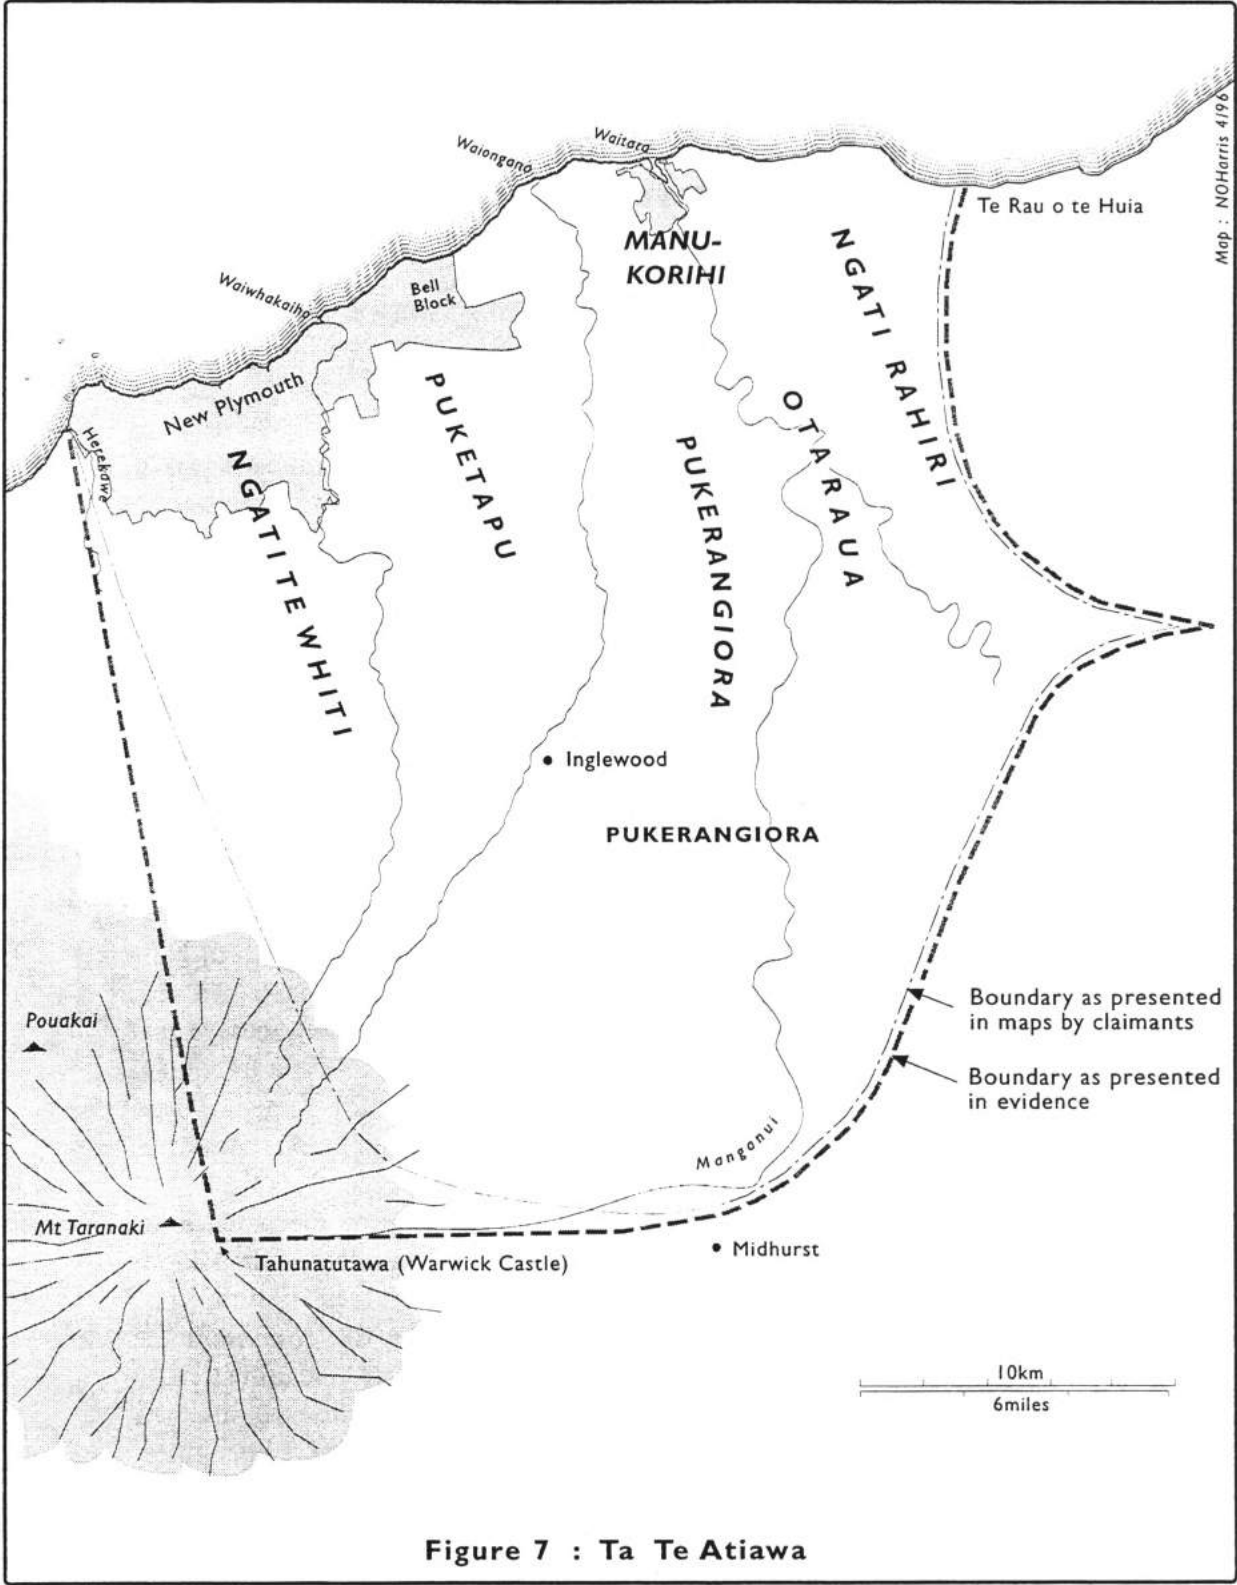 Map : NOHarris 4/96
Waitara
Waiongana
Te Rau o te Huia
MANU-
KORIHI
NGATI RAHIRI
Waiwhakaiho
Bell
Block
New Plymouth
PUKETAPU
OTARAUA
Herekawe
NGATI TE WHITI
PUKERANGIORA
Inglewood
PUKERANGIORA
Boundary as presented
in maps by claimants
Pouakai
Boundary as presented
in evidence
Manganui
Mt Taranaki
Midhurst
Tahunatutawa (Warwick Castle)
10km
6miles
Figure 7 : Ta Te Atiawa